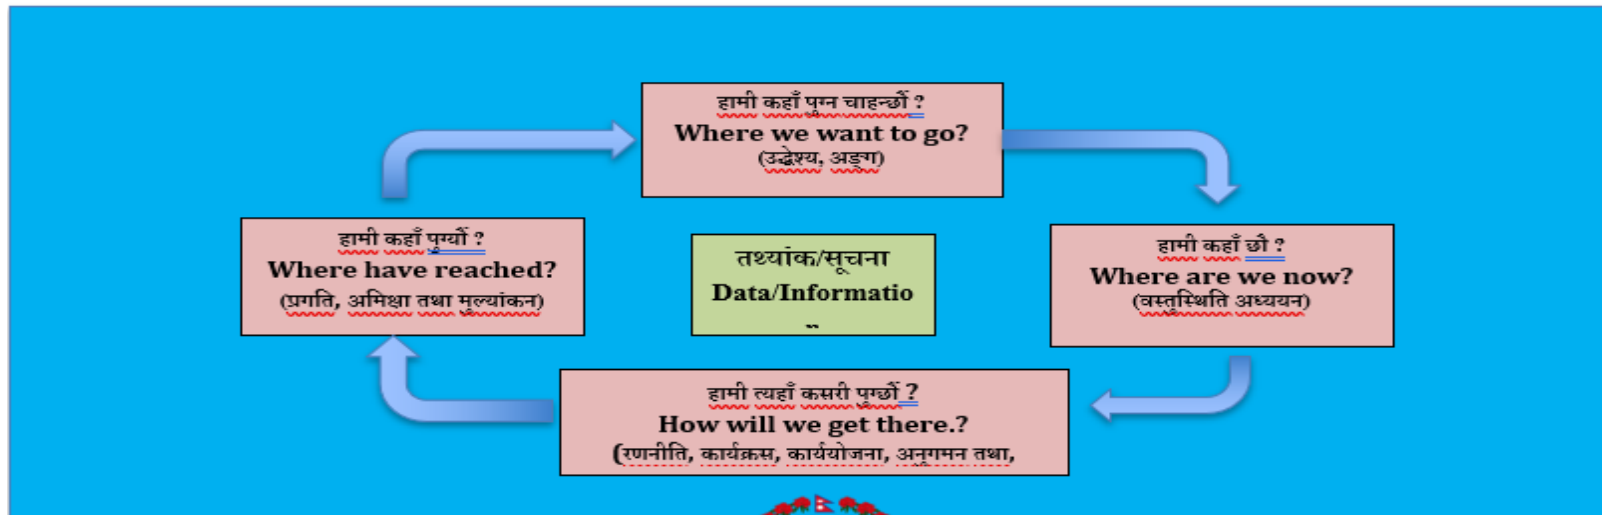 हामी कहाँ पुग्न चाहन्छौं ?
Where we want to go?
(उद्धेश्य, अङ्ग)
हामी कहाँ पुग्यौं ?
Where have reached?
(प्रगति, अमिक्षा तथा मुल्यांकन)
तथ्यांक/सूचना
Data/Informatio
हामी कहाँ छौ ?
Where are we now?
(वस्तुस्थिति अध्ययन)
हामी त्यहाँ कसरी पुग्छौं ?
How will we get there.?
(रणनीति, कार्यक्रस, कार्ययोजना, अनुगमन तथा,